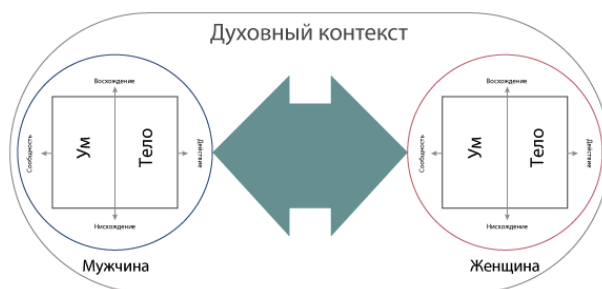 Духовный контекст
Восхождение
Сообщность
Ум
Тело
Действие
Нисхождение
Мужчина
Восхождение
Сообщность
Ум
Тело
Действие
Нисхождение
Женщина